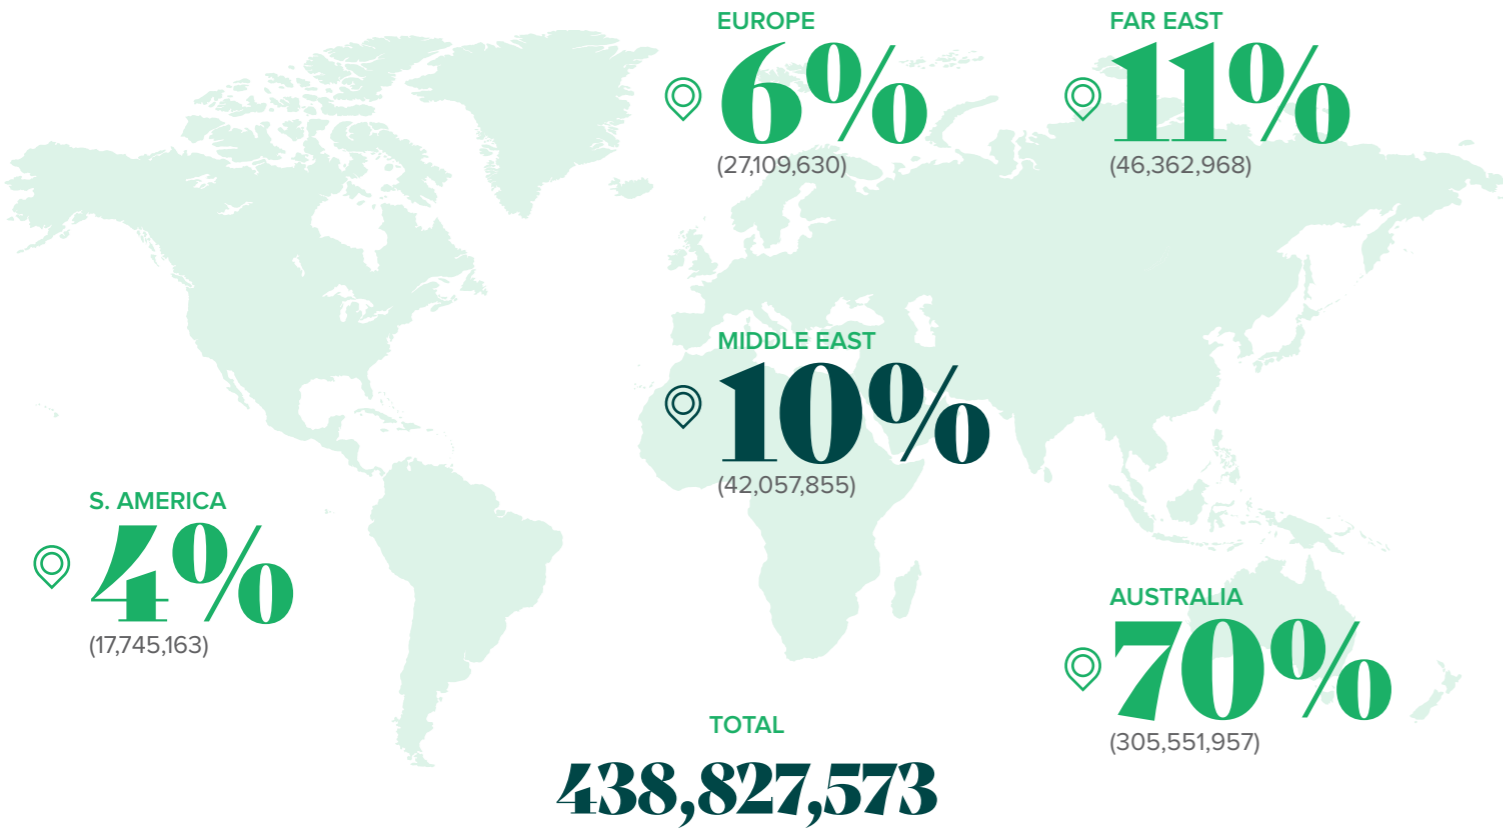 EUROPE
6%
(27,109,630)
FAR EAST
11%
(46,362,968)
MIDDLE EAST
10%
(42,057,855)
S. AMERICA
4%
(17,745,163)
AUSTRALIA
70%
(305,551,957)
TOTAL
438,827,573